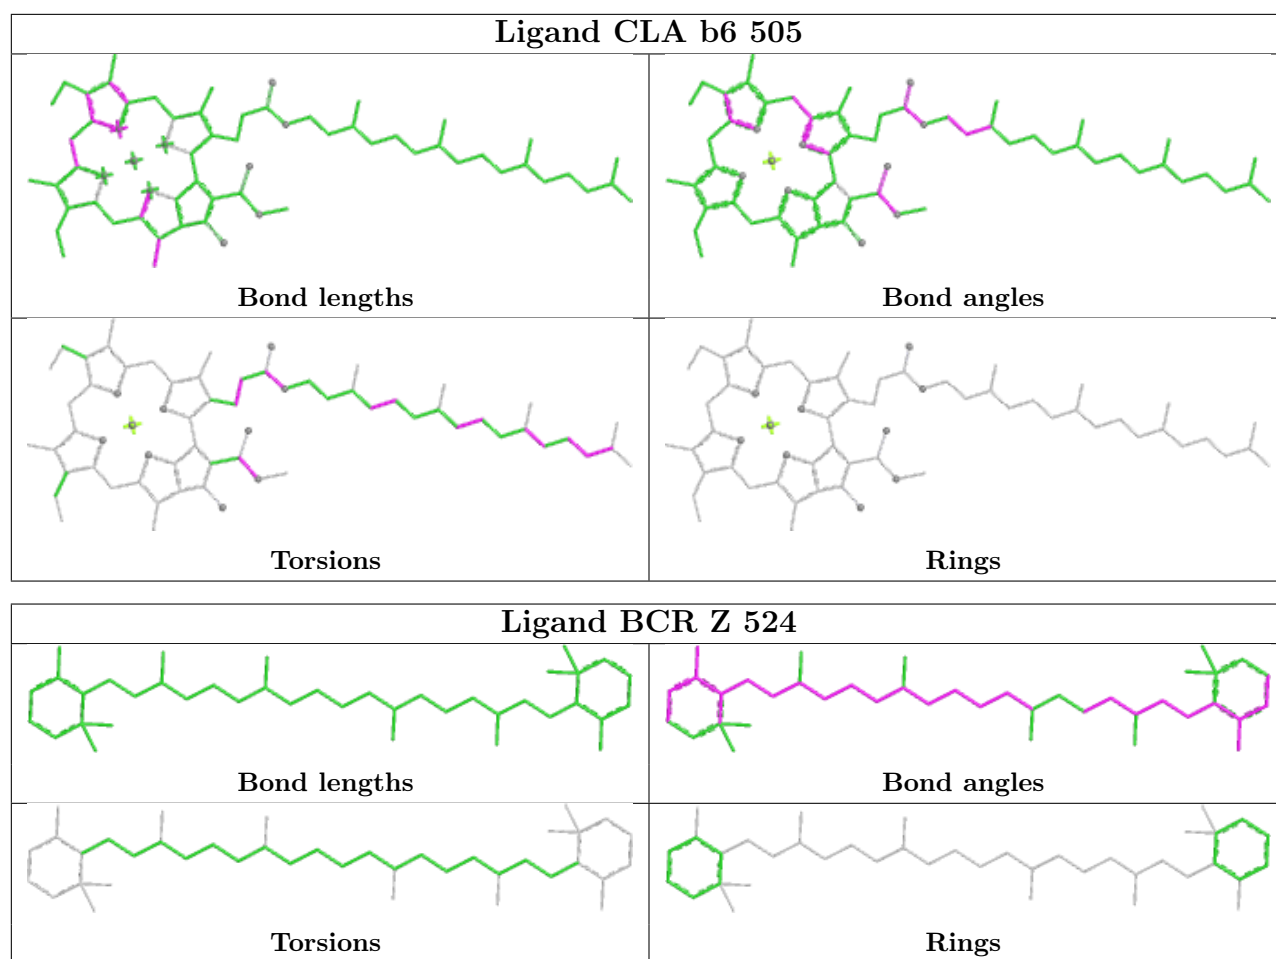 Ligand CLA b6 505
Bond lengths
Bond angles
Torsions
Rings
Ligand BCR Z 524
Bond lengths
Bond angles
Torsions
Rings